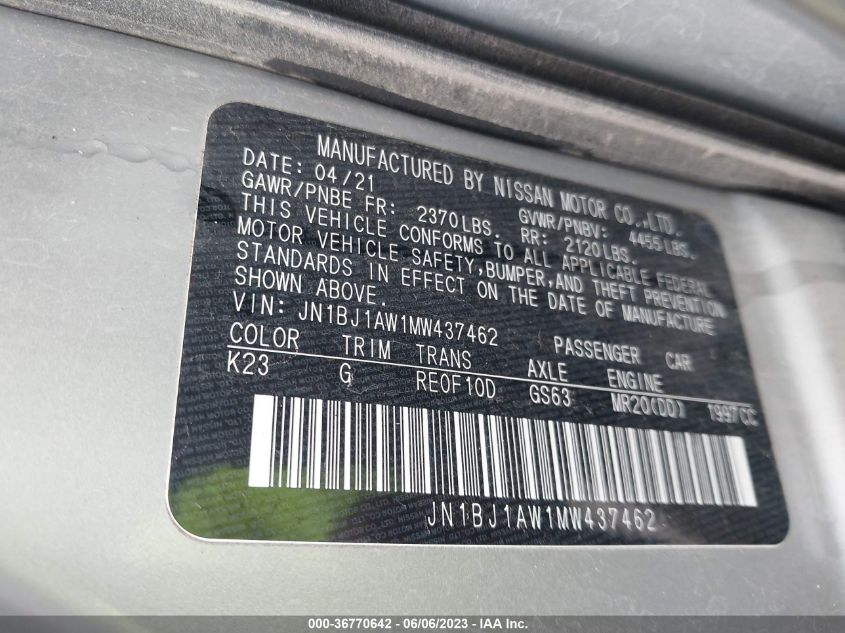 MANUFACTURED BY NISSAN MOTOR CO.,LTD.
DATE: 04/21 GVWR/PNBV: 4455LBS.
GAWR/PNBE FR: 2370LBS. RR: 2120LBS.
THIS VEHICLE CONFORMS TO ALL APPLICABLE FEDERAL
MOTOR VEHICLE SAFETY,BUMPER,AND THEFT PREVENTION
STANDARDS IN EFFECT ON THE DATE OF MANUFACTURE
SHOWN ABOVE.
VIN: JN1BJ1AW1MW437462 PASSENGER CAR
COLOR TRIM TRANS AXLE ENGINE
K23 G RE0F10D GS63 MR20(DD) 1997CC
JN1BJ1AW1MW437462
000-36770642 - 06/06/2023 - IAA Inc.